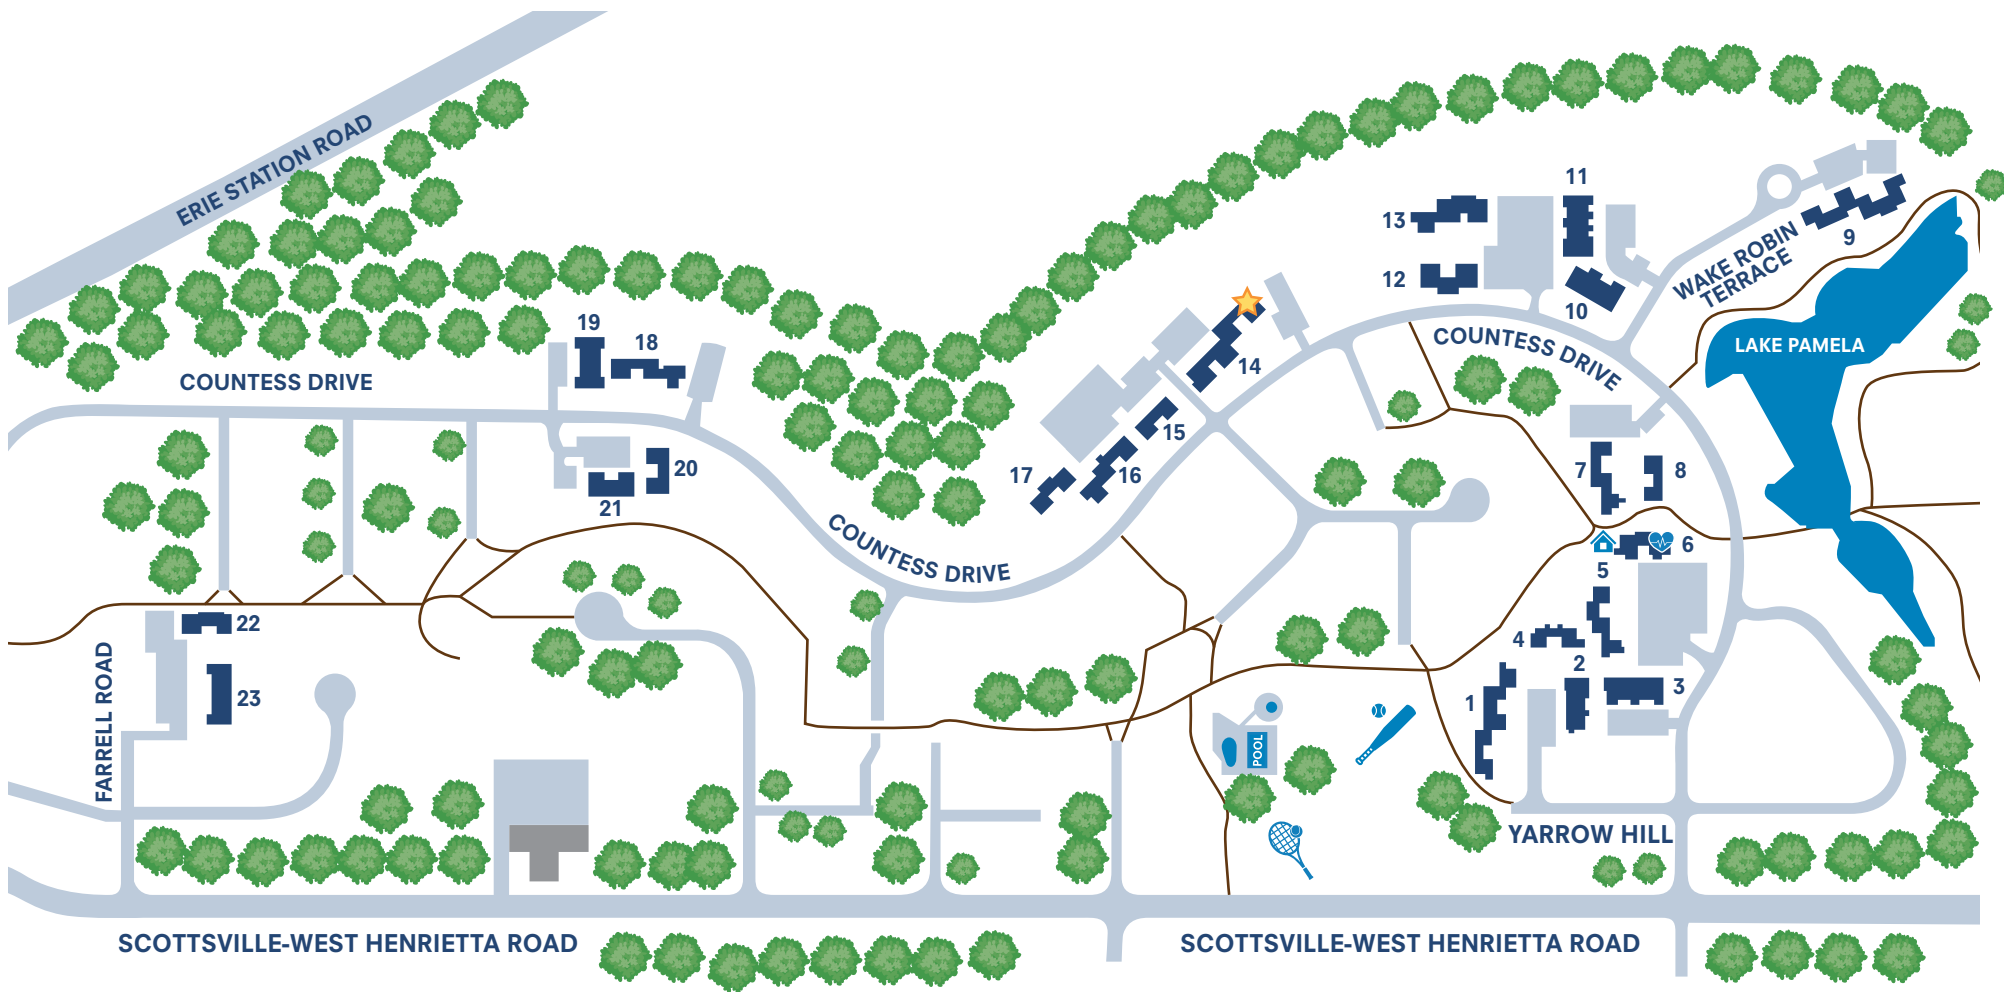 ERIE STATION ROAD
11
13
9
WAKE ROBIN
TERRACE
12
10
19
18
COUNTESS DRIVE
LAKE PAMELA
14
COUNTESS DRIVE
15
17
16
7
8
20
21
COUNTESS DRIVE
6
5
22
4
2
3
1
23
FARRELL ROAD
POOL
YARROW HILL
SCOTTSVILLE-WEST HENRIETTA ROAD
SCOTTSVILLE-WEST HENRIETTA ROAD